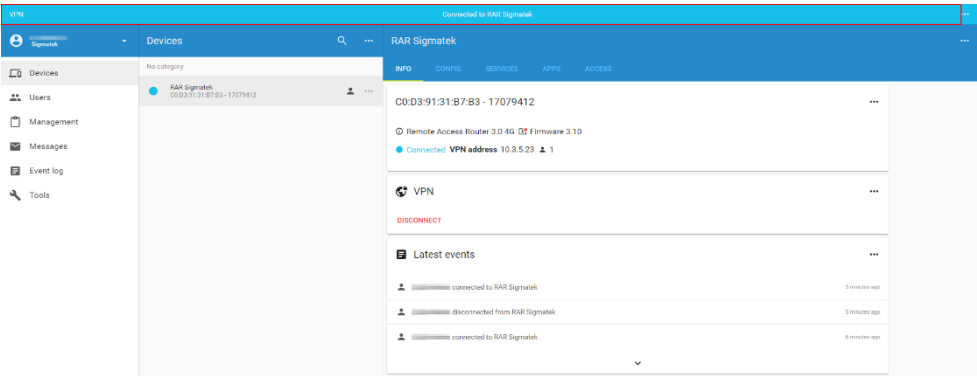 VPN
Connected to RAR Sigmatek
Sigmatek
Devices
RAR Sigmatek
INFO CONFIG SERVICES APPS ACCESS
Devices
Users
Management
Messages
Event log
Tools
No category
RAR Sigmatek
C0:D3:91:31:B7:B3 - 17079412
C0:D3:91:31:B7:B3 - 17079412
Remote Access Router 3.0 4G Firmware 3.10
Connected VPN address 10.3.5.23 1
VPN
DISCONNECT
Latest events
connected to RAR Sigmatek 3 minutes ago
disconnected from RAR Sigmatek 5 minutes ago
connected to RAR Sigmatek 6 minutes ago